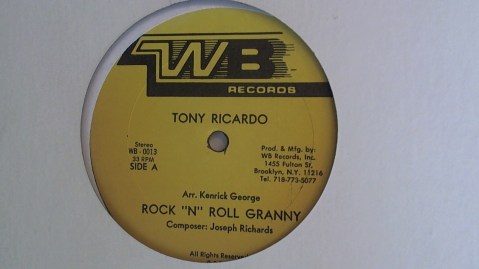 WB
RECORDS
TONY RICARDO
Stereo
WB - 0013
33 RPM
SIDE A
Prod. & Mfg. by:
WB Records, Inc.
1455 Fulton St.
Brooklyn, N.Y. 11216
Tel. 718-773-5077
Arr. Kenrick George
ROCK "N" ROLL GRANNY
Composer: Joseph Richards
All Rights Reserved